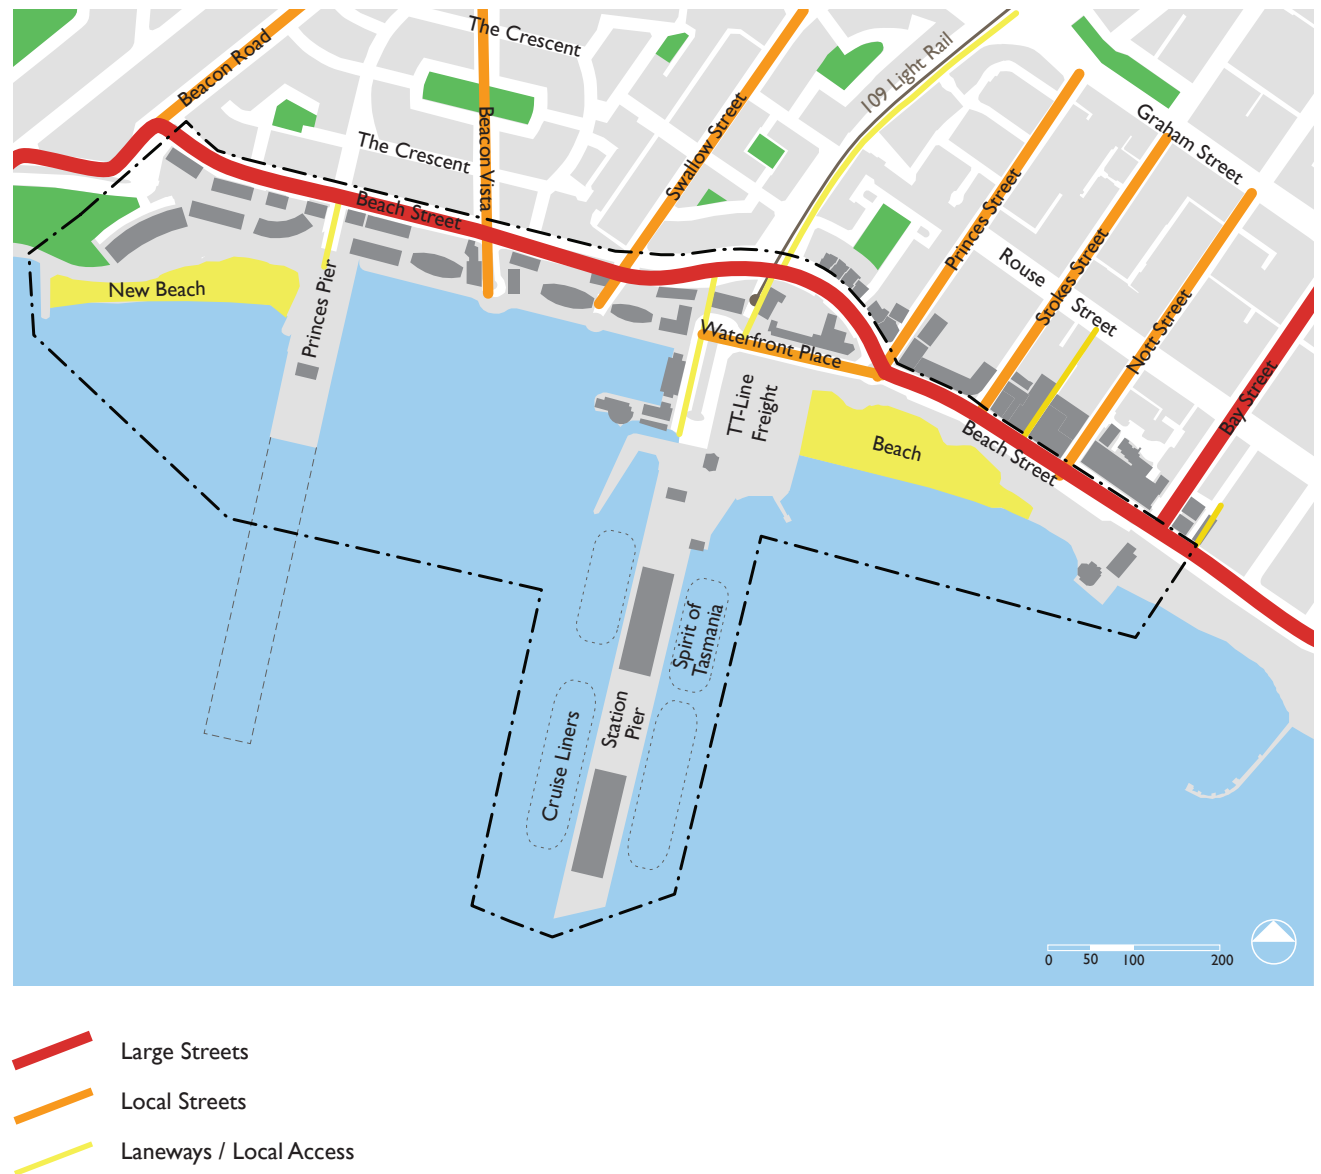 The Crescent
Beacon Road
109 Light Rail
Beacon Vista
Swallow Street
Graham Street
The Crescent
Beach Street
Princes Street
Rouse Street
Stokes Street
Nott Street
New Beach
Princes Pier
Waterfront Place
Bay Street
TT-Line
Freight
Beach
Beach Street
Spirit of
Tasmania
Station
Pier
Cruise Liners
0 50 100 200
Large Streets
Local Streets
Laneways / Local Access